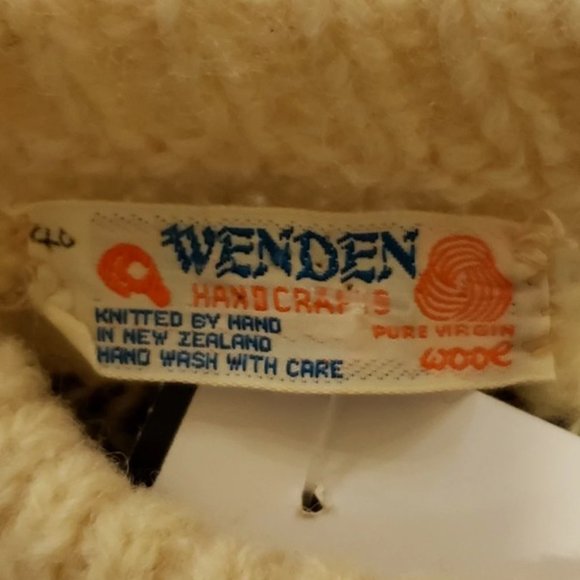 40
WENDEN
HANDCRAFTS
KNITTED BY HAND
IN NEW ZEALAND
HAND WASH WITH CARE
PURE VIRGIN
WOOL